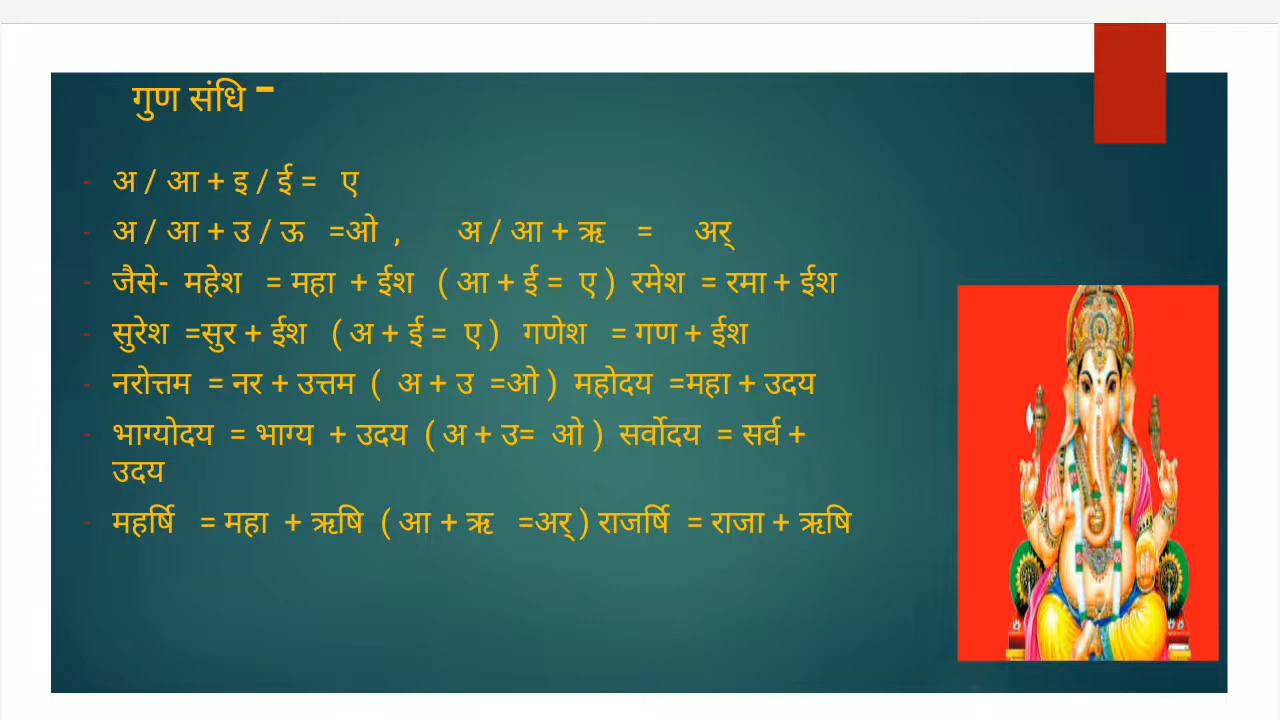 गुण संधि -
- अ / आ + इ / ई = ए
- अ / आ + उ / ऊ =ओ , अ / आ + ऋ = अर्
- जैसे- महेश = महा + ईश ( आ + ई = ए ) रमेश = रमा + ईश
- सुरेश =सुर + ईश ( अ + ई = ए ) गणेश = गण + ईश
- नरोत्तम = नर + उत्तम ( अ + उ =ओ ) महोदय =महा + उदय
- भाग्योदय = भाग्य + उदय ( अ + उ= ओ ) सर्वोदय = सर्व +
उदय
- महर्षि = महा + ऋषि ( आ + ऋ =अर् ) राजर्षि = राजा + ऋषि